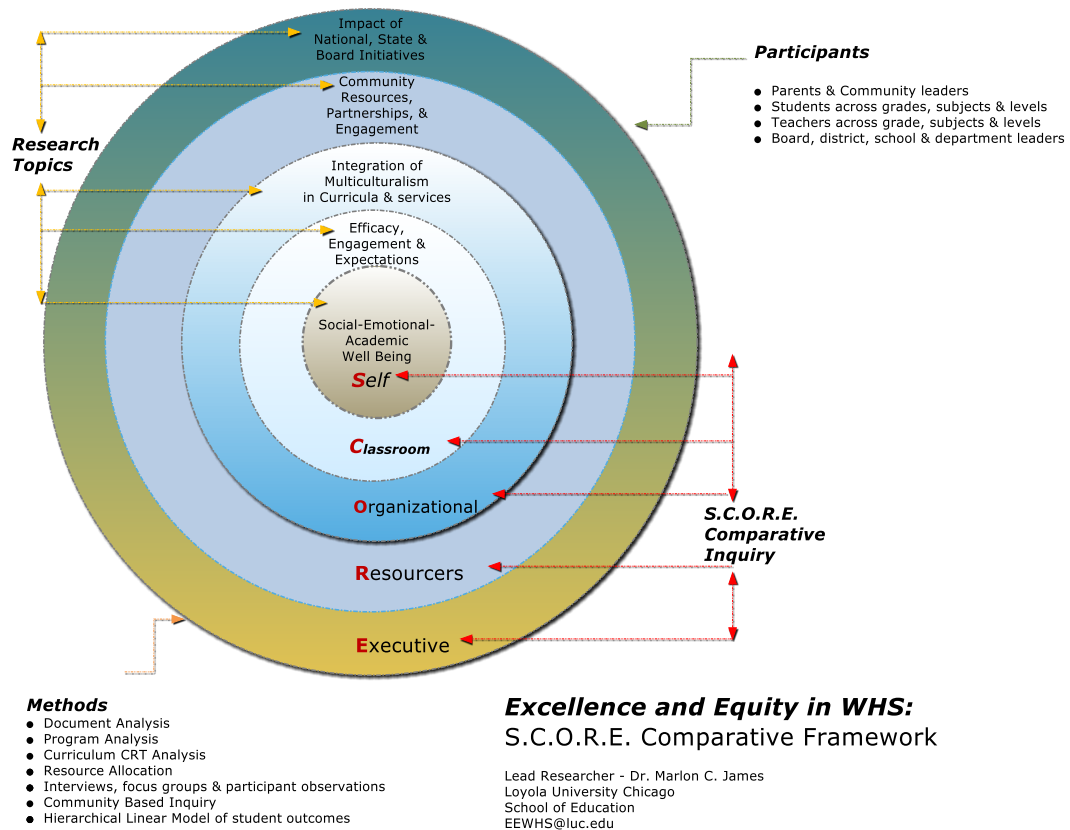 Impact of
National, State &
Board Initiatives
Community
Resources,
Partnerships, &
Engagement
Integration of
Multiculturalism
in Curricula & services
Efficacy,
Engagement &
Expectations
Social-Emotional-
Academic
Well Being
Self
Classroom
Organizational
Resourcers
Executive
Research
Topics
Participants
● Parents & Community leaders
● Students across grades, subjects & levels
● Teachers across grade, subjects & levels
● Board, district, school & department leaders
S.C.O.R.E.
Comparative
Inquiry
Methods
● Document Analysis
● Program Analysis
● Curriculum CRT Analysis
● Resource Allocation
● Interviews, focus groups & participant observations
● Community Based Inquiry
● Hierarchical Linear Model of student outcomes
Excellence and Equity in WHS:
S.C.O.R.E. Comparative Framework
Lead Researcher - Dr. Marlon C. James
Loyola University Chicago
School of Education
EEWHS@luc.edu